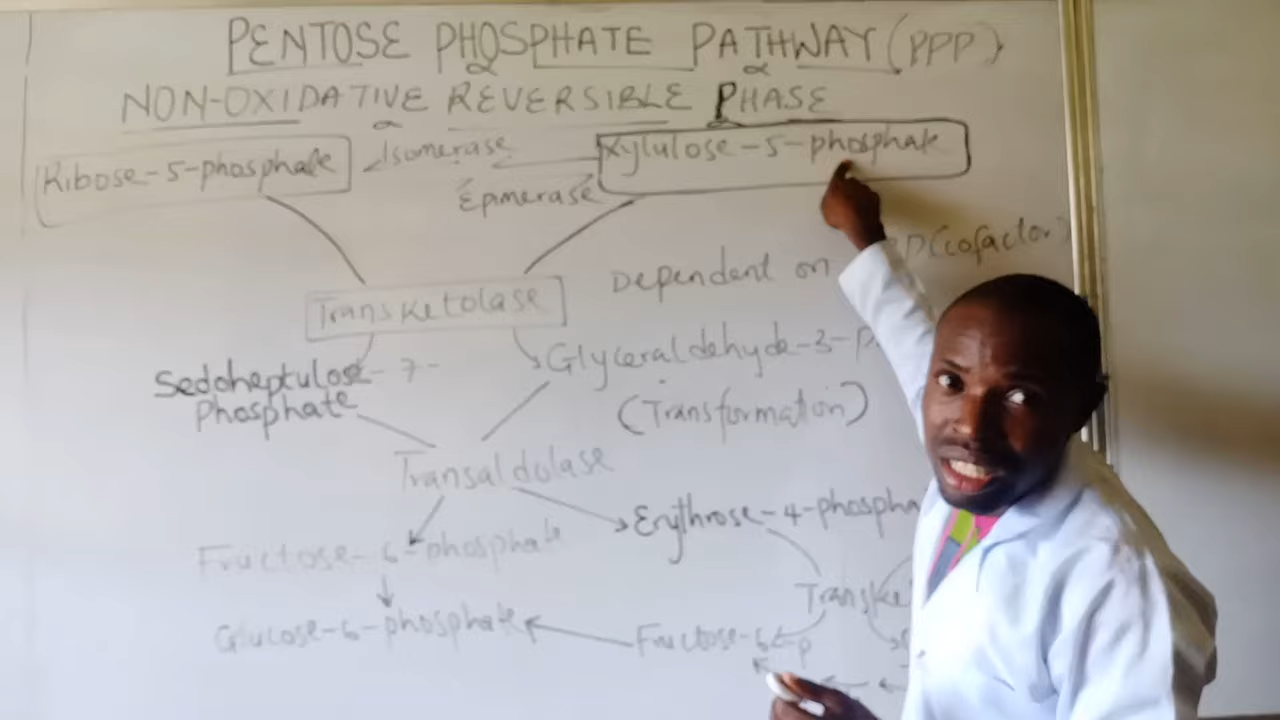 PENTOSE PHOSPHATE PATHWAY (PPP)
NON-OXIDATIVE REVERSIBLE PHASE
Ribose-5-phosphate
Isomerase
Xylulose-5-phosphate
Epimerase
Dependent on
(cofactor)
Transketolase
Sedoheptulose-7-
Phosphate
Glyceraldehyde-3-
(Transformation)
Transaldolase
Fructose-6-phosphate
Erythrose-4-phospha
Transke
Glucose-6-phosphate
Fructose-6-p